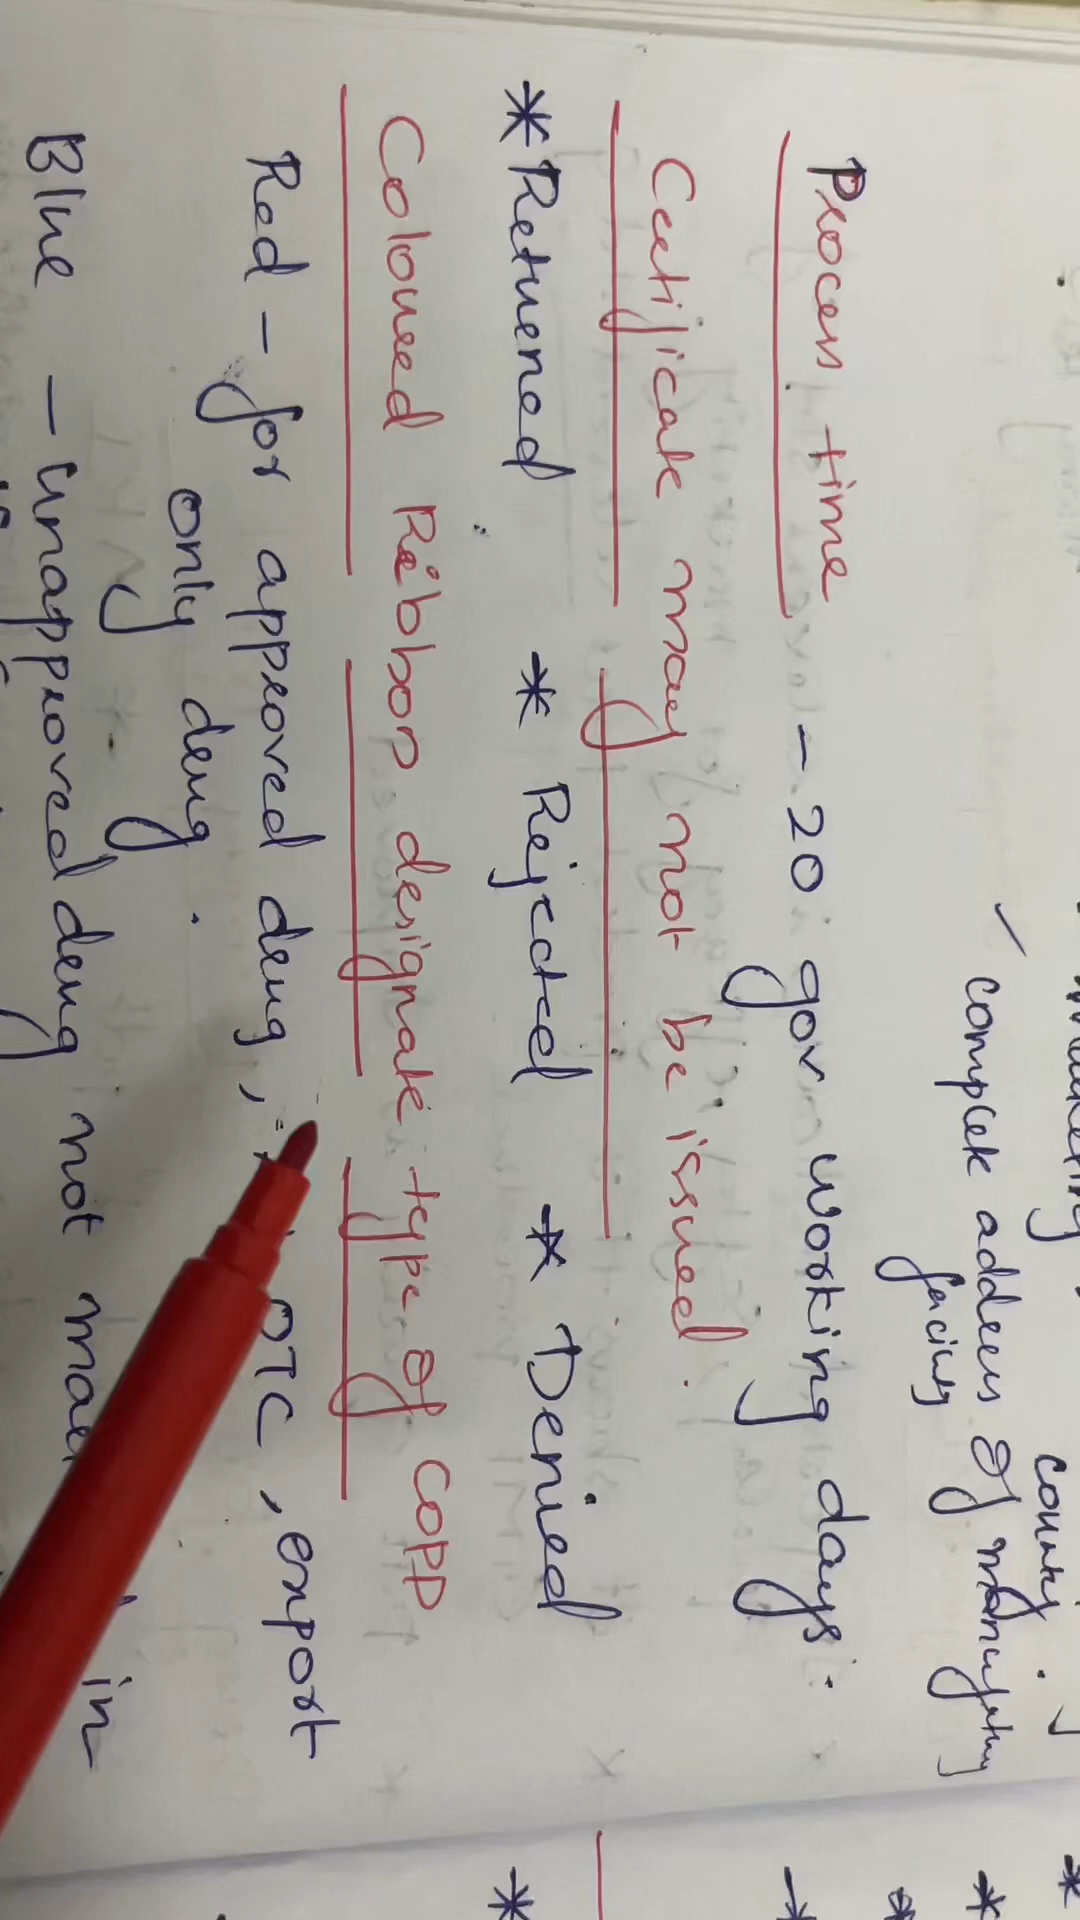 country.
✓ complete address of manufacturing
facility
Process time - 20 gov working days.
Certificate may not be issued.
* Returned * Rejected * Denied
Coloured Ribbon designate type of COPP
Red - for approved drug, OTC, export
only drug.
Blue - unapproved drug not in